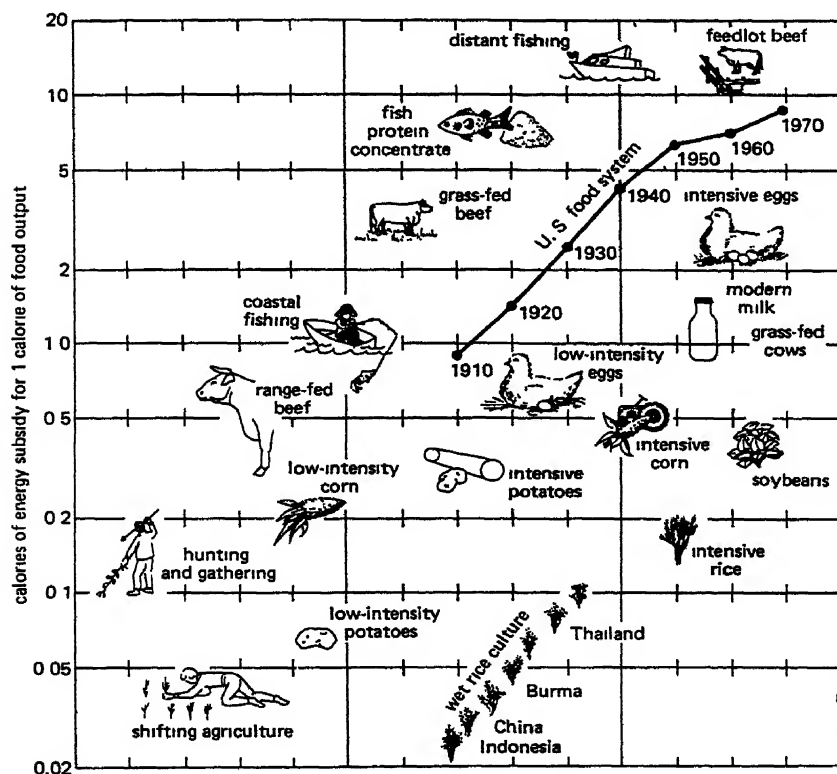 20
distant fishing
feedlot beef
10
fish
protein
concentrate
1970
1960
1950
5
grass-fed
beef
U. S food system
1940
intensive eggs
1930
2
coastal
fishing
modern
milk
1920
grass-fed
cows
1 0
1910
low-intensity
eggs
range-fed
beef
0 5
intensive
corn
low-intensity
corn
intensive
potatoes
soybeans
0 2
hunting
and gathering
intensive
rice
0 1
low-intensity
potatoes
wet rice culture
Thailand
0 05
Burma
China
Indonesia
shifting agriculture
0.02
calories of energy subsidy for 1 calorie of food output